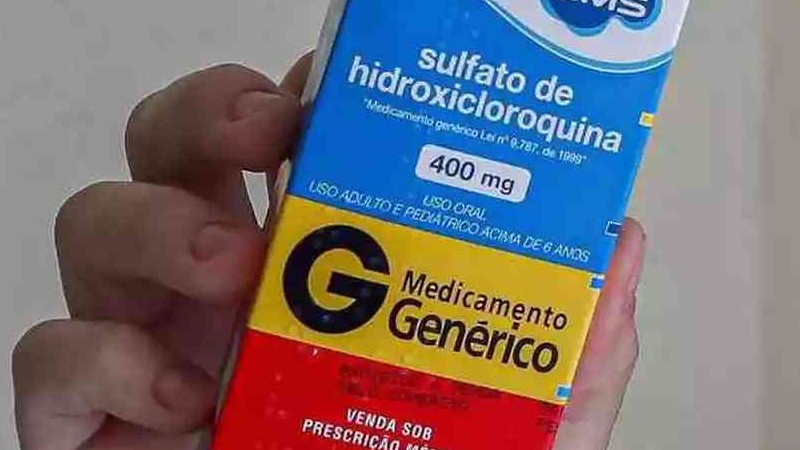 EMS
sulfato de
hidroxicloroquina
"Medicamento genérico Lei nº 9.787, de 1999"
400 mg
USO ORAL
USO ADULTO E PEDIÁTRICO ACIMA DE 6 ANOS
G
Medicamento
Genérico
VENDA SOB
PRESCRIÇÃO